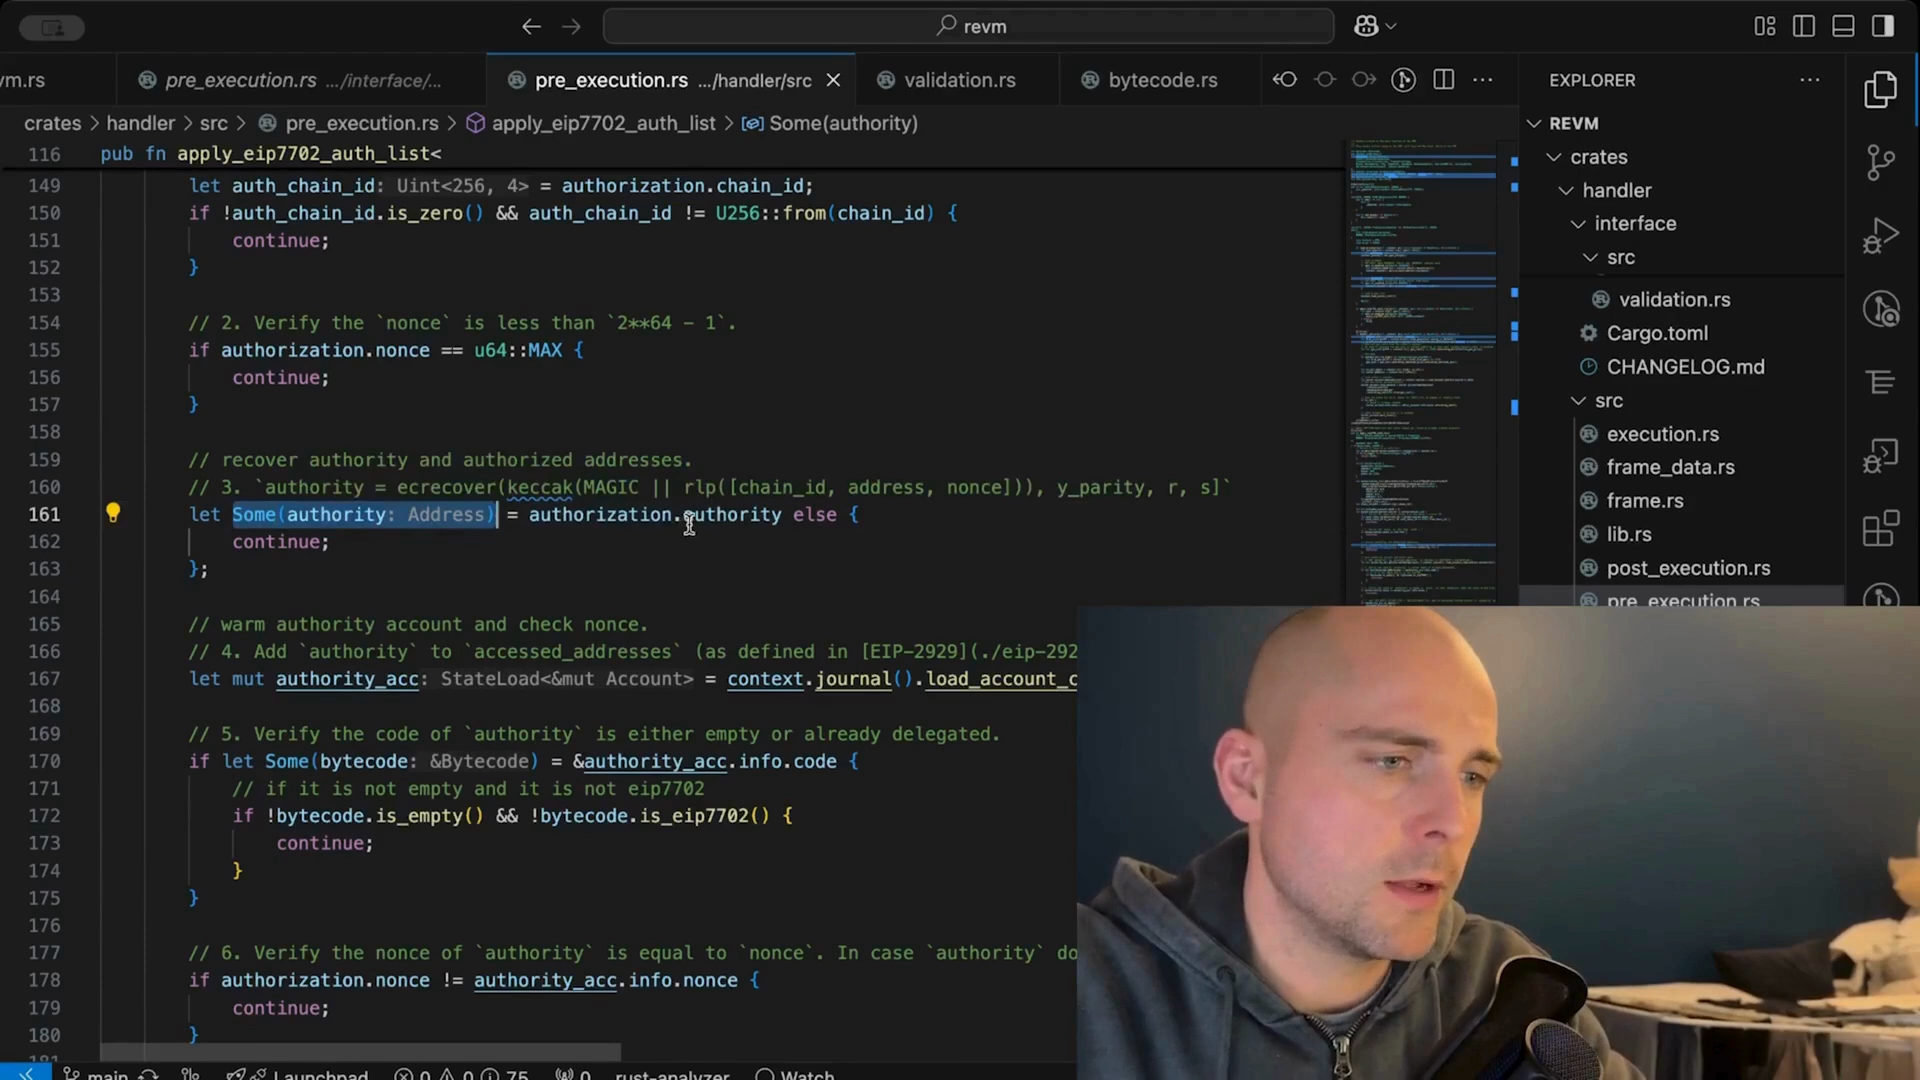 revm
vm.rs
pre_execution.rs .../interface/...
pre_execution.rs .../handler/src
validation.rs
bytecode.rs
EXPLORER
crates > handler > src > pre_execution.rs > apply_eip7702_auth_list > Some(authority)
REVM
116 pub fn apply_eip7702_auth_list<
crates
149 let auth_chain_id: Uint<256, 4> = authorization.chain_id;
handler
150 if !auth_chain_id.is_zero() && auth_chain_id != U256::from(chain_id) {
interface
151 continue;
src
152 }
153
validation.rs
154 // 2. Verify the `nonce` is less than `2**64 - 1`.
Cargo.toml
155 if authorization.nonce == u64::MAX {
CHANGELOG.md
156 continue;
src
157 }
158
execution.rs
159 // recover authority and authorized addresses.
frame_data.rs
160 // 3. `authority = ecrecover(keccak(MAGIC || rlp([chain_id, address, nonce])), y_parity, r, s]`
frame.rs
161 let Some(authority: Address) = authorization.authority else {
lib.rs
162 continue;
163 };
post_execution.rs
164
pre_execution.rs
165 // warm authority account and check nonce.
166 // 4. Add `authority` to `accessed_addresses` (as defined in [EIP-2929](./eip-292
167 let mut authority_acc: StateLoad<&mut Account> = context.journal().load_account_c
168
169 // 5. Verify the code of `authority` is either empty or already delegated.
170 if let Some(bytecode: &Bytecode) = &authority_acc.info.code {
171 // if it is not empty and it is not eip7702
172 if !bytecode.is_empty() && !bytecode.is_eip7702() {
173 continue;
174 }
175 }
176
177 // 6. Verify the nonce of `authority` is equal to `nonce`. In case `authority` do
178 if authorization.nonce != authority_acc.info.nonce {
179 continue;
180 }
main
Launchpad
0 0 75
0
rust-analyzer
Watch